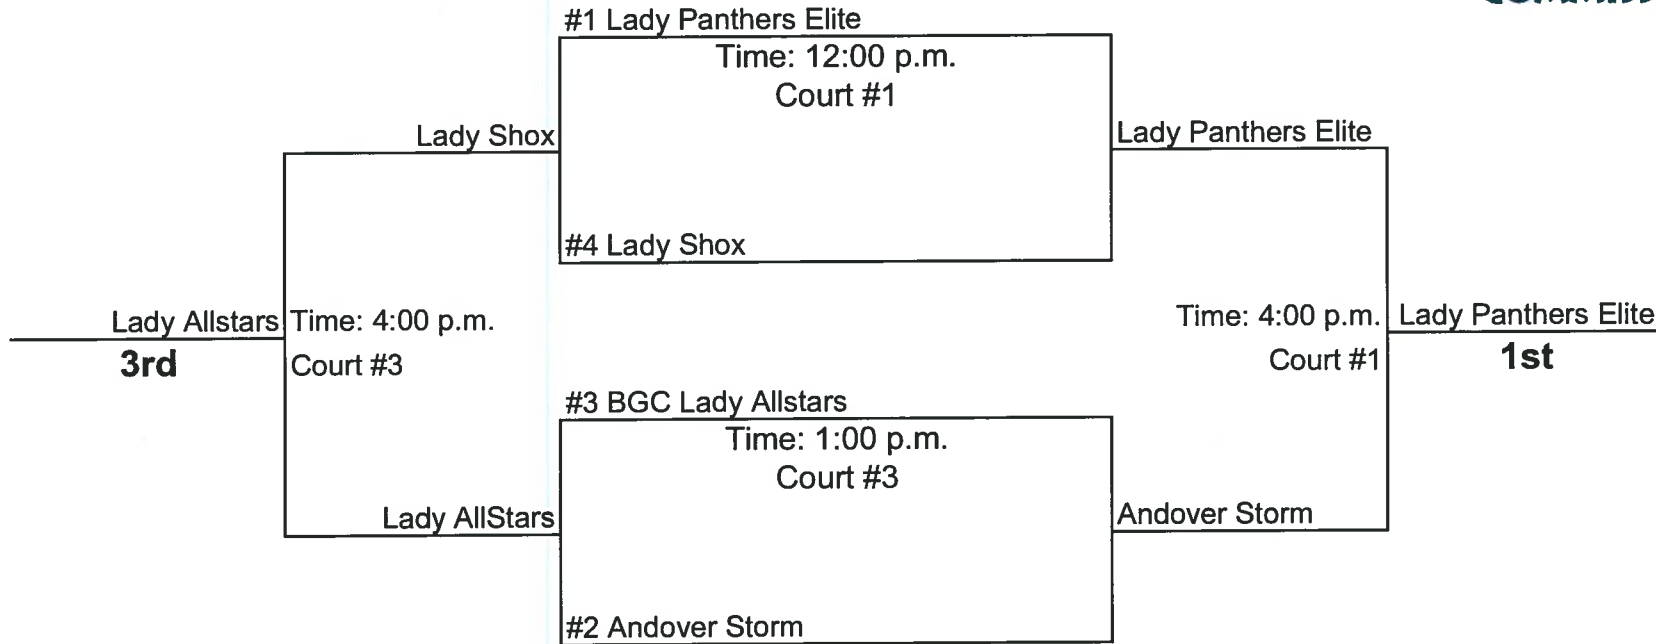 #1 Lady Panthers Elite
Time: 12:00 p.m.
Court #1
Lady Shox
Lady Panthers Elite
#4 Lady Shox
Lady Allstars
Time: 4:00 p.m.
Time: 4:00 p.m.
Lady Panthers Elite
3rd
Court #3
Court #1
1st
#3 BGC Lady Allstars
Time: 1:00 p.m.
Court #3
Lady AllStars
Andover Storm
#2 Andover Storm